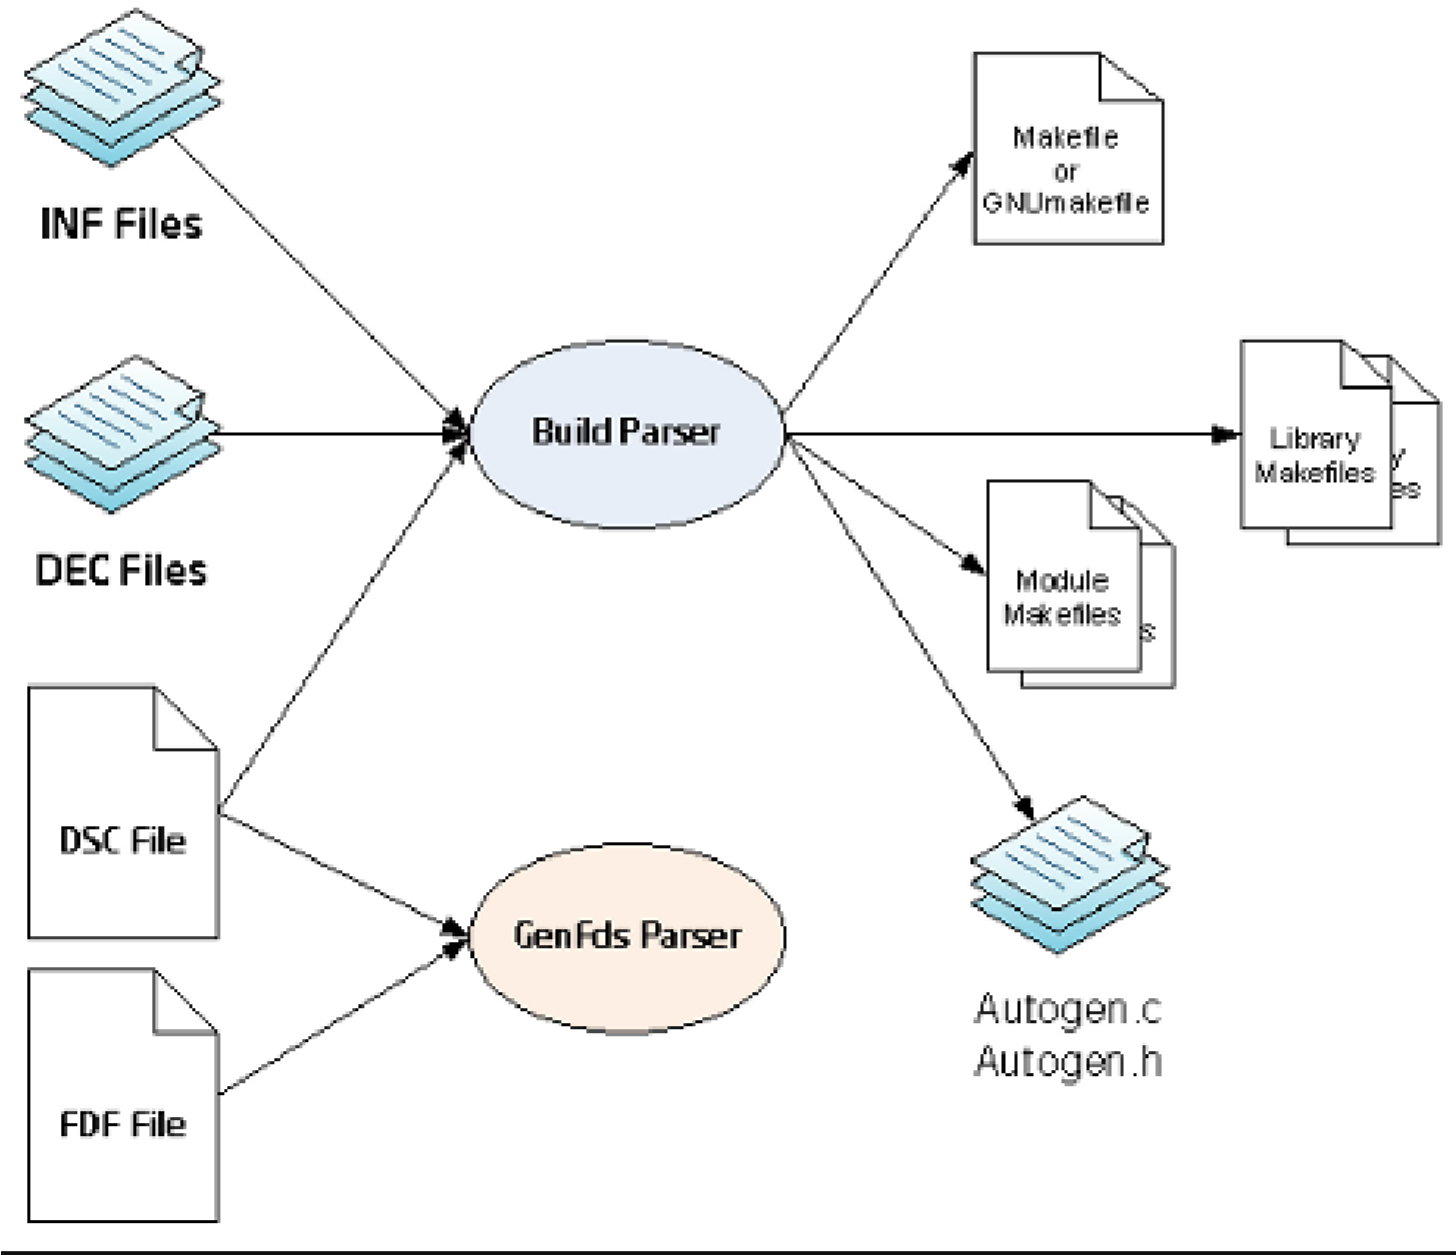 INF Files
Makefile
or
GNUmakefile
DEC Files
Build Parser
Library
Makefiles
y
es
Module
Makefiles
s
DSC File
GenFds Parser
Autogen.c
Autogen.h
FDF File